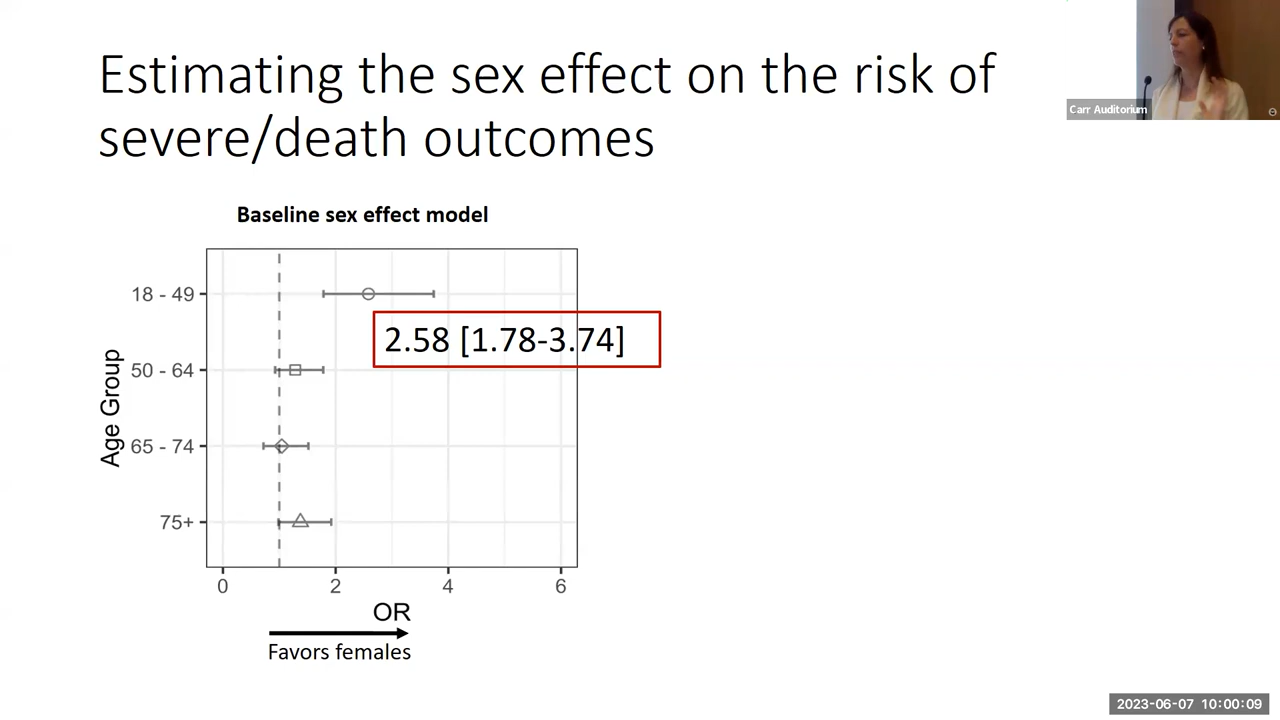 Estimating the sex effect on the risk of
severe/death outcomes
Carr Auditorium
Baseline sex effect model
18 - 49
2.58 [1.78-3.74]
50 - 64
65 - 74
75+
Age Group
0 2 4 6
OR
Favors females
2023-06-07 10:00:09